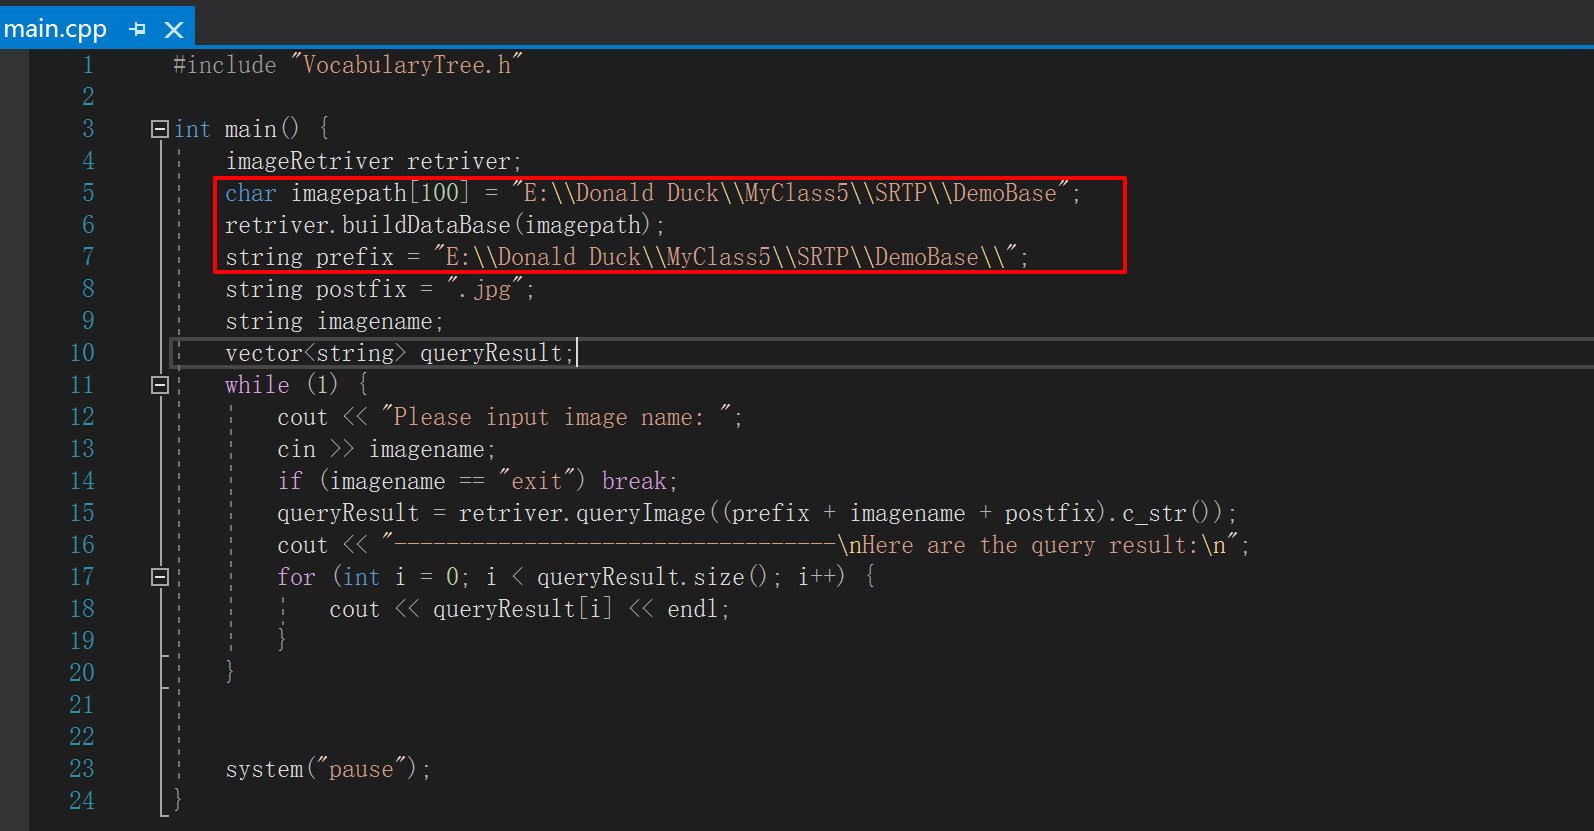 main.cpp
1 #include "VocabularyTree.h"
2
3 int main() {
4 imageRetriver retriver;
5 char imagepath[100] = "E:\\Donald Duck\\MyClass5\\SRTP\\DemoBase";
6 retriver.buildDataBase(imagepath);
7 string prefix = "E:\\Donald Duck\\MyClass5\\SRTP\\DemoBase\\";
8 string postfix = ".jpg";
9 string imagename;
10 vector<string> queryResult;
11 while (1) {
12 cout << "Please input image name: ";
13 cin >> imagename;
14 if (imagename == "exit") break;
15 queryResult = retriver.queryImage((prefix + imagename + postfix).c_str());
16 cout << "----------------------------------\nHere are the query result:\n";
17 for (int i = 0; i < queryResult.size(); i++) {
18 cout << queryResult[i] << endl;
19 }
20 }
21
22
23 system("pause");
24 }